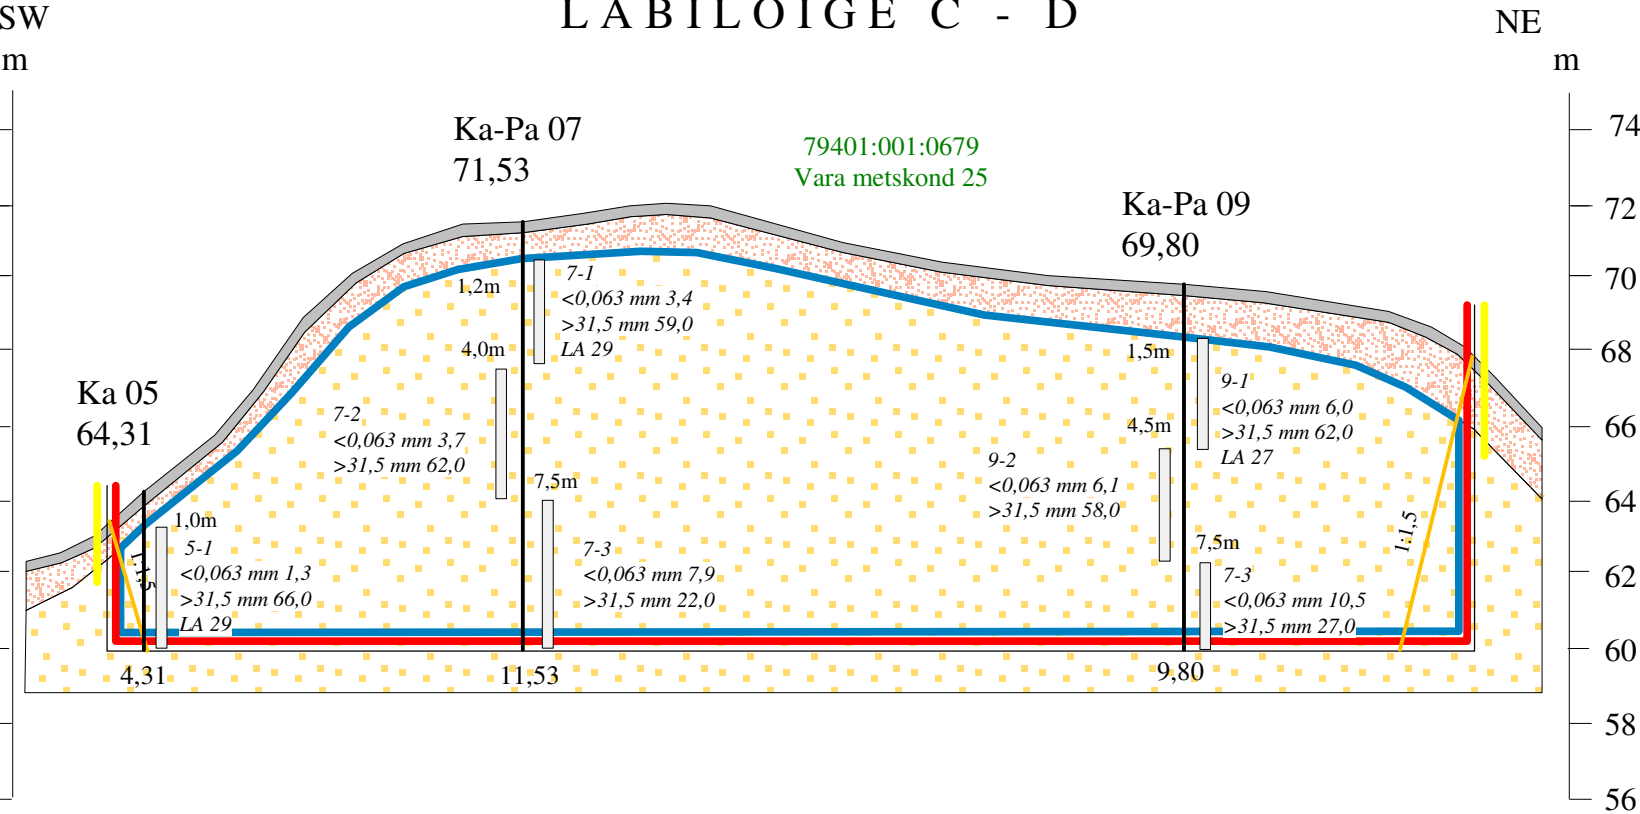 LABILÕIGE C - D
SW
NE
m
m
Ka-Pa 07
71,53
79401:001:0679
Vara metskond 25
Ka-Pa 09
69,80
Ka 05
64,31
74
72
70
68
66
64
62
60
58
56
1,2m
7-1
<0,063 mm 3,4
>31,5 mm 59,0
LA 29
4,0m
7-2
<0,063 mm 3,7
>31,5 mm 62,0
7,5m
7-3
<0,063 mm 7,9
>31,5 mm 22,0
1,5m
9-1
<0,063 mm 6,0
>31,5 mm 62,0
LA 27
4,5m
9-2
<0,063 mm 6,1
>31,5 mm 58,0
7,5m
7-3
<0,063 mm 10,5
>31,5 mm 27,0
1,0m
5-1
<0,063 mm 1,3
>31,5 mm 66,0
LA 29
1:1,5
1:1,5
4,31
11,53
9,80